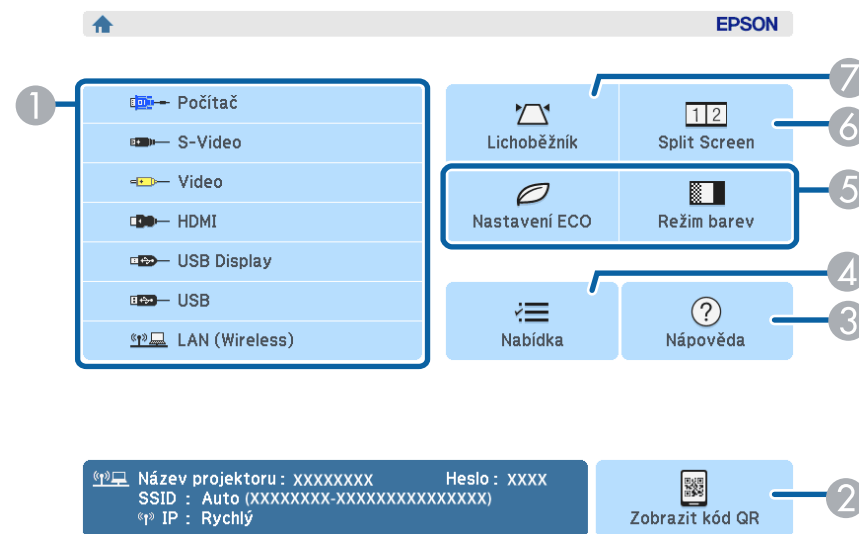 EPSON
1
Počítač
S-Video
Video
HDMI
USB Display
USB
LAN (Wireless)
7
Lichoběžník
1 2
Split Screen
6
Nastavení ECO
Režim barev
5
4
Nabídka
?
Nápověda
3
Název projektoru : XXXXXXXX Heslo : XXXX
SSID : Auto (XXXXXXXX-XXXXXXXXXXXXXXX)
IP : Rychlý
Zobrazit kód QR
2